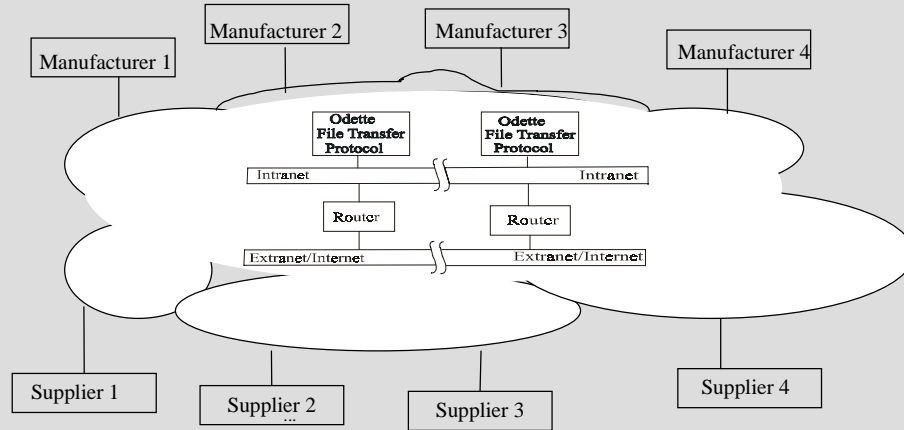 Manufacturer 2
Manufacturer 3
Manufacturer 1
Manufacturer 4
Odette
File Transfer
Protocol
Odette
File Transfer
Protocol
Intranet
Intranet
Router
Router
Extranet/Internet
Extranet/Internet
Supplier 1
Supplier 2
...
Supplier 3
Supplier 4